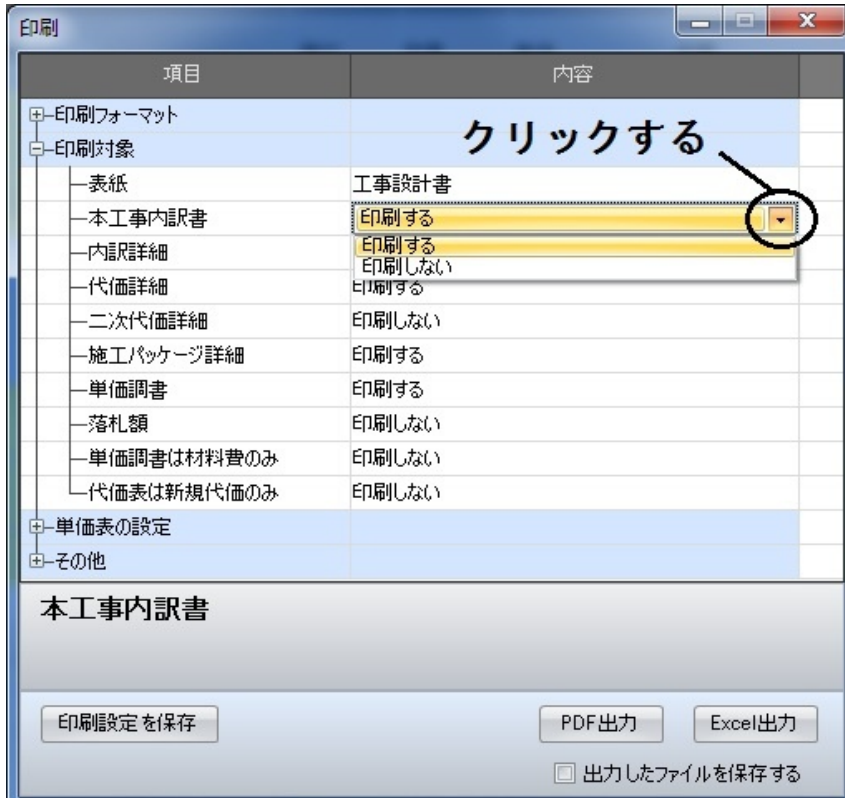 印刷
項目 内容
印刷フォーマット
印刷対象
クリックする
表紙 工事設計書
本工事内訳書 印刷する
内訳詳細 印刷する
印刷しない
代価詳細 印刷する
二次代価詳細 印刷しない
施工パッケージ詳細 印刷する
単価調書 印刷する
落札額 印刷しない
単価調書は材料費のみ 印刷しない
代価表は新規代価のみ 印刷しない
単価表の設定
その他
本工事内訳書
印刷設定を保存 PDF出力 Excel出力
出力したファイルを保存する